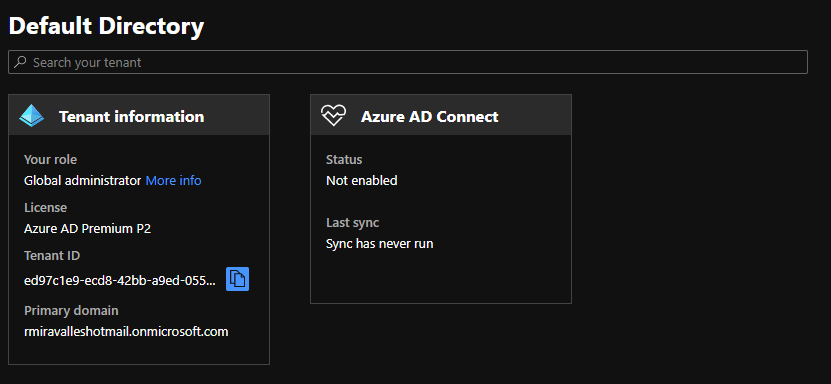 Default Directory
Search your tenant
Tenant information
Your role
Global administrator More info
License
Azure AD Premium P2
Tenant ID
ed97c1e9-ecd8-42bb-a9ed-055...
Primary domain
rmiravalleshotmail.onmicrosoft.com
Azure AD Connect
Status
Not enabled
Last sync
Sync has never run